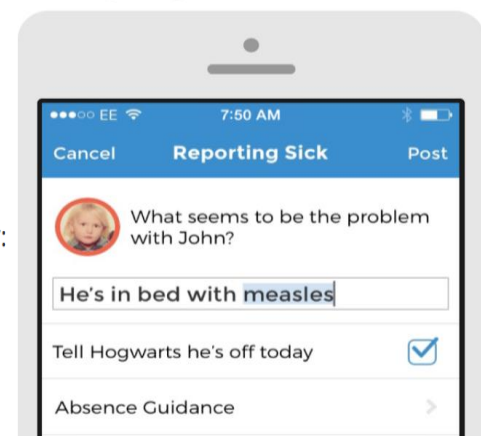 EE 7:50 AM
Cancel Reporting Sick Post
What seems to be the problem
with John?
:
He's in bed with measles
Tell Hogwarts he's off today
Absence Guidance >